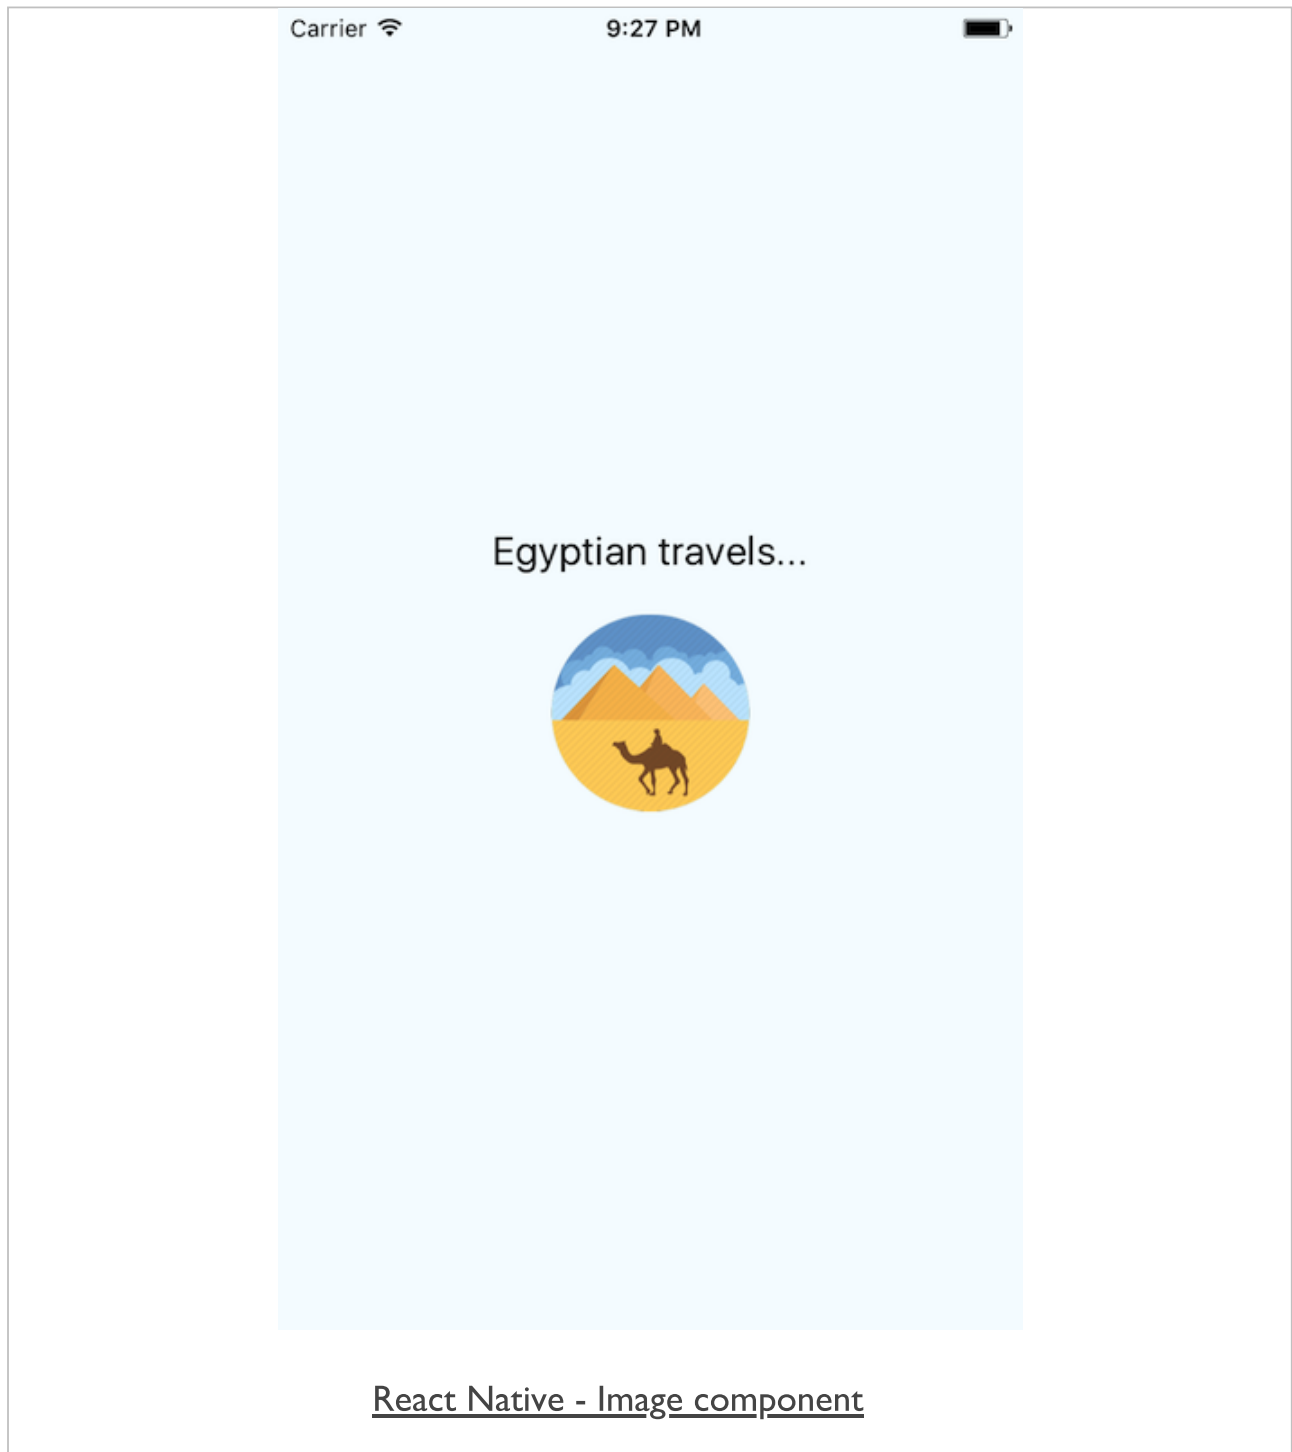 Carrier 9:27 PM
Egyptian travels...
React Native - Image component